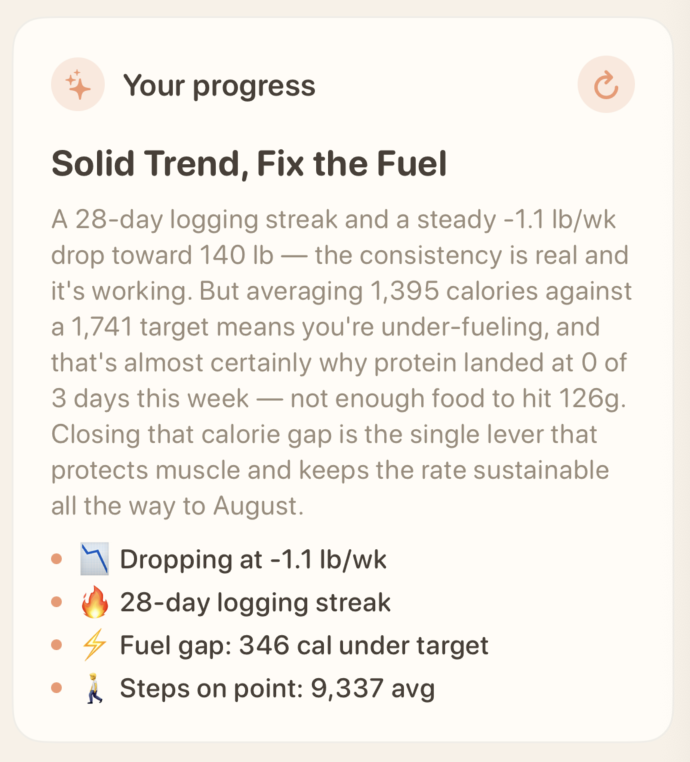 Your progress
Solid Trend, Fix the Fuel
A 28-day logging streak and a steady -1.1 lb/wk
drop toward 140 lb — the consistency is real and
it's working. But averaging 1,395 calories against
a 1,741 target means you're under-fueling, and
that's almost certainly why protein landed at 0 of
3 days this week — not enough food to hit 126g.
Closing that calorie gap is the single lever that
protects muscle and keeps the rate sustainable
all the way to August.
• 📉 Dropping at -1.1 lb/wk
• 🔥 28-day logging streak
• ⚡ Fuel gap: 346 cal under target
• 🚶 Steps on point: 9,337 avg